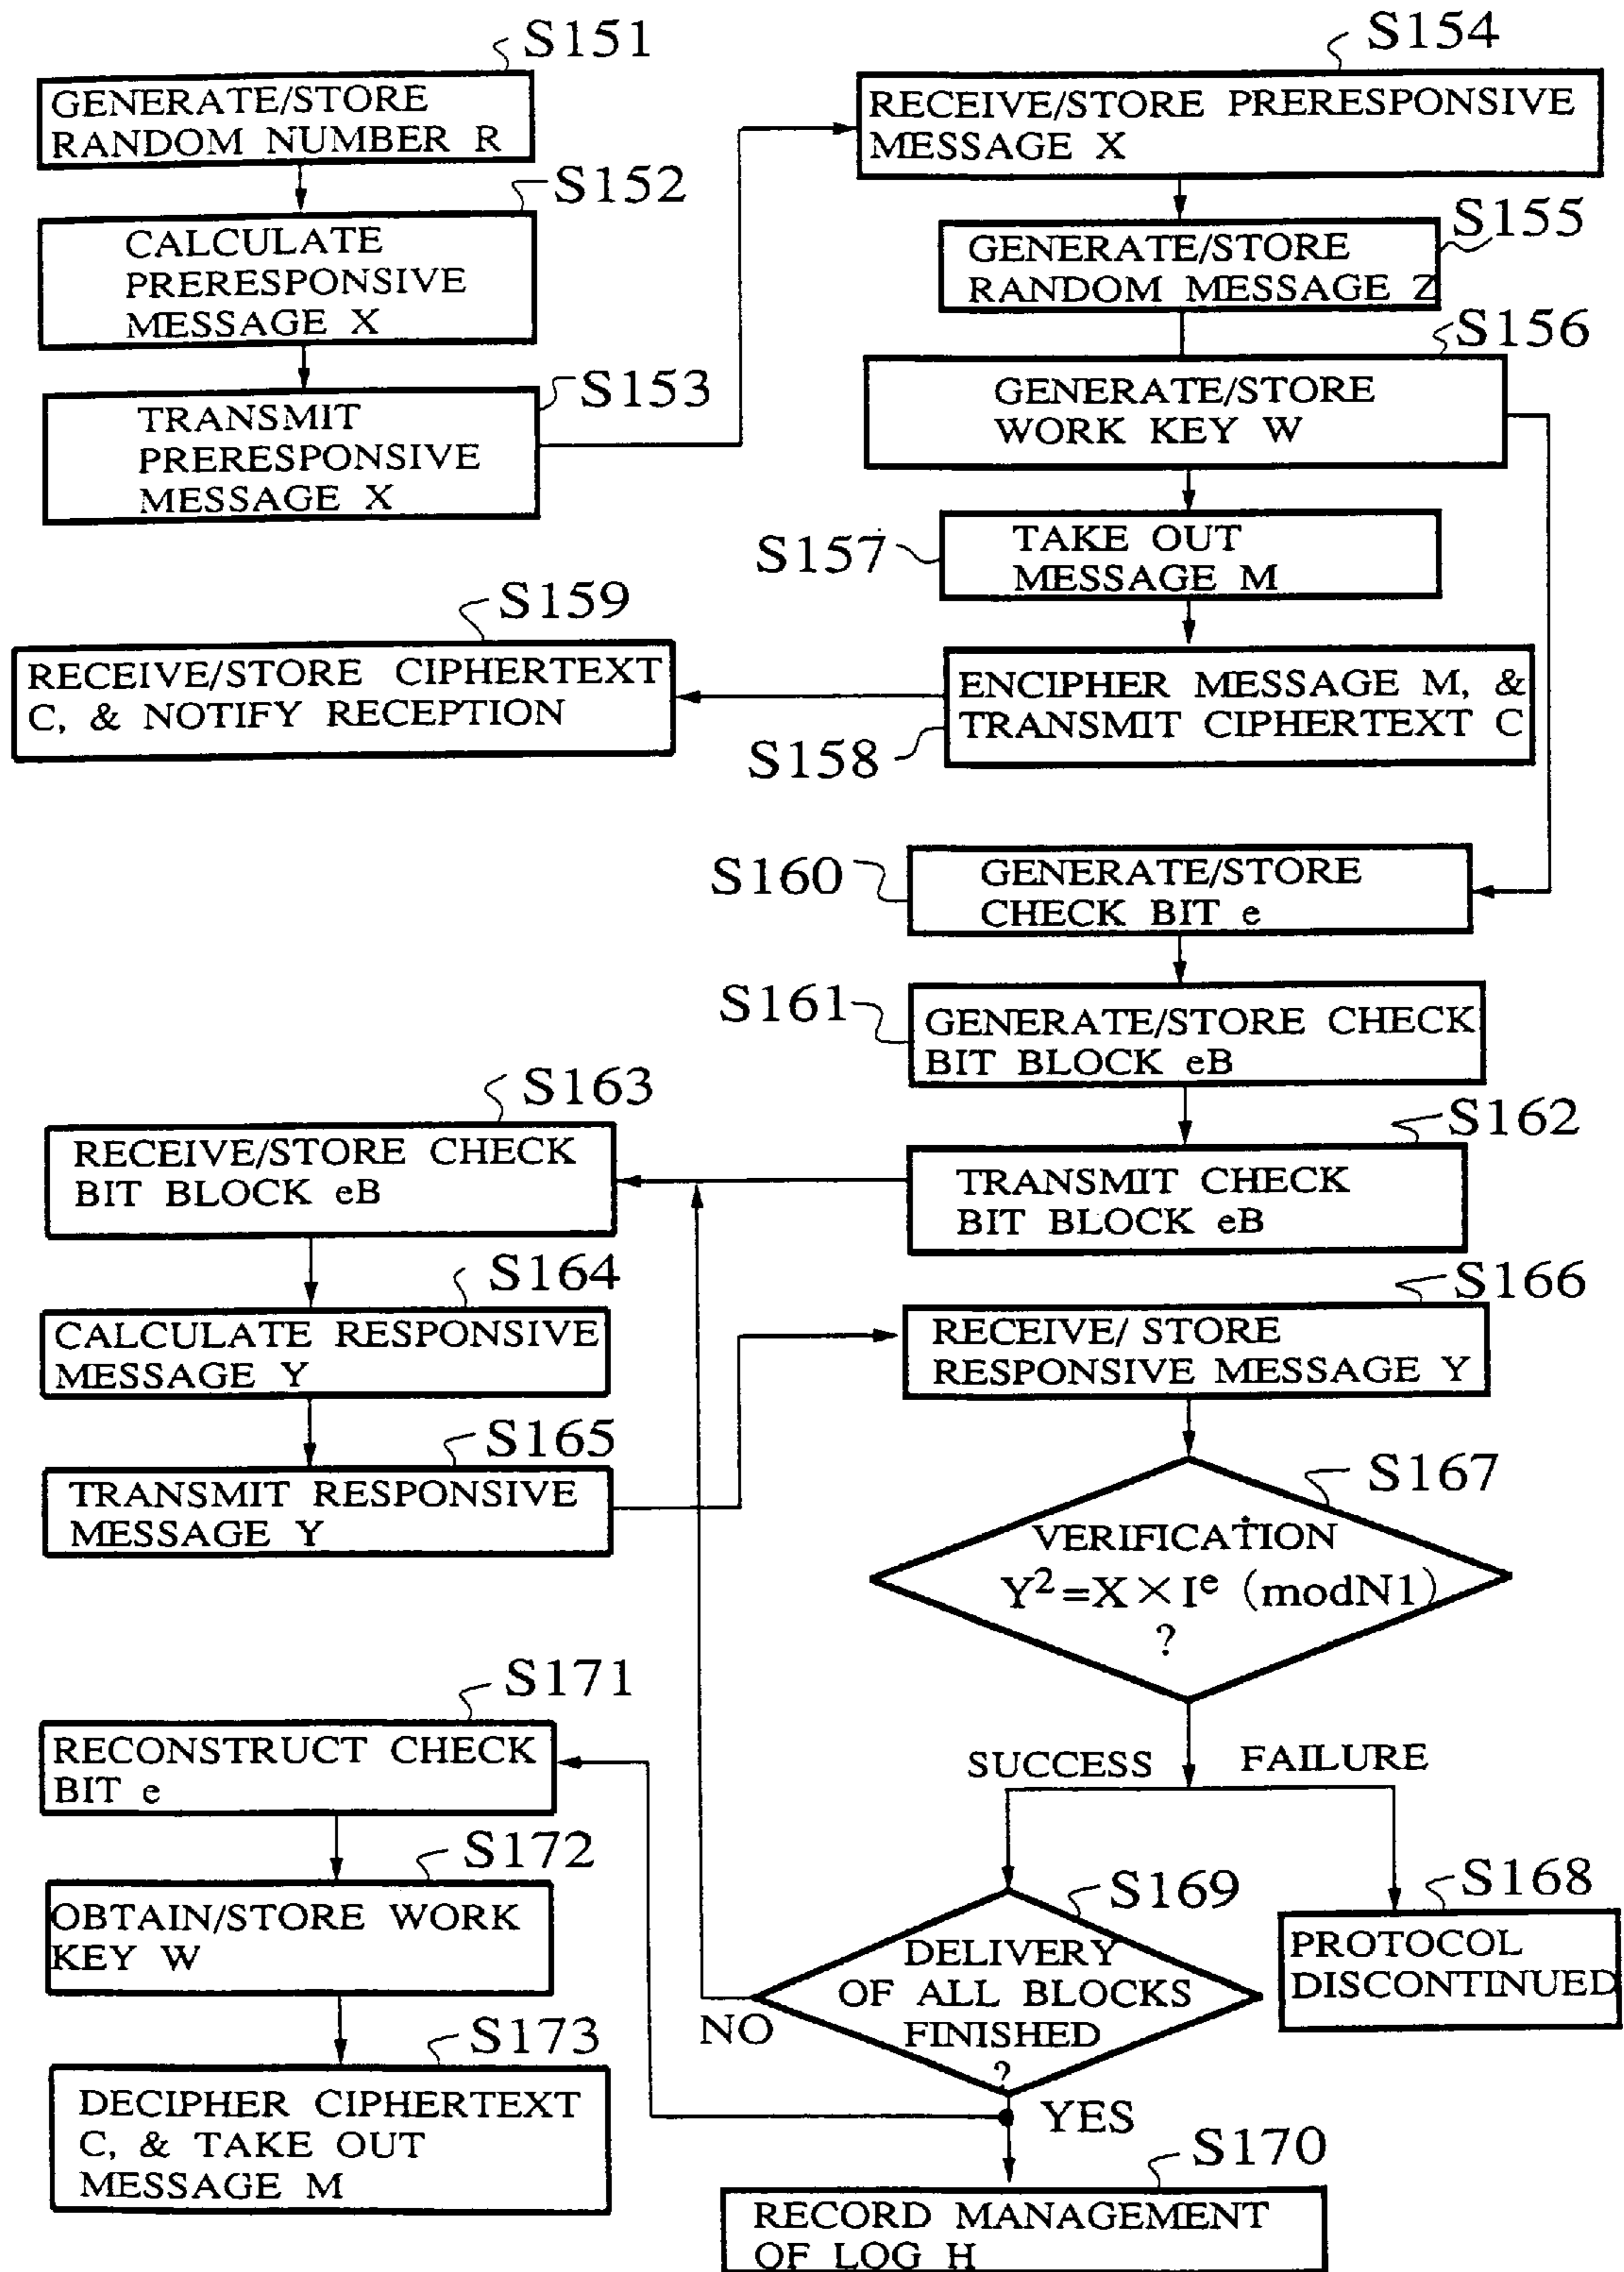 S151
GENERATE/STORE
RANDOM NUMBER R
S152
CALCULATE
PRERESPONSIVE
MESSAGE X
S153
TRANSMIT
PRERESPONSIVE
MESSAGE X
S154
RECEIVE/STORE PRERESPONSIVE
MESSAGE X
S155
GENERATE/STORE
RANDOM MESSAGE Z
S156
GENERATE/STORE
WORK KEY W
S157
TAKE OUT
MESSAGE M
S158
ENCIPHER MESSAGE M, &
TRANSMIT CIPHERTEXT C
S159
RECEIVE/STORE CIPHERTEXT
C, & NOTIFY RECEPTION
S160
GENERATE/STORE
CHECK BIT e
S161
GENERATE/STORE CHECK
BIT BLOCK eB
S162
TRANSMIT CHECK
BIT BLOCK eB
S163
RECEIVE/STORE CHECK
BIT BLOCK eB
S164
CALCULATE RESPONSIVE
MESSAGE Y
S165
TRANSMIT RESPONSIVE
MESSAGE Y
S166
RECEIVE/ STORE
RESPONSIVE MESSAGE Y
S167
VERIFICATION
Y²=X×Iᵉ (modN1)
?
SUCCESS
FAILURE
S168
PROTOCOL
DISCONTINUED
S169
DELIVERY
OF ALL BLOCKS
FINISHED
?
NO
YES
S170
RECORD MANAGEMENT
OF LOG H
S171
RECONSTRUCT CHECK
BIT e
S172
OBTAIN/STORE WORK
KEY W
S173
DECIPHER CIPHERTEXT
C, & TAKE OUT
MESSAGE M